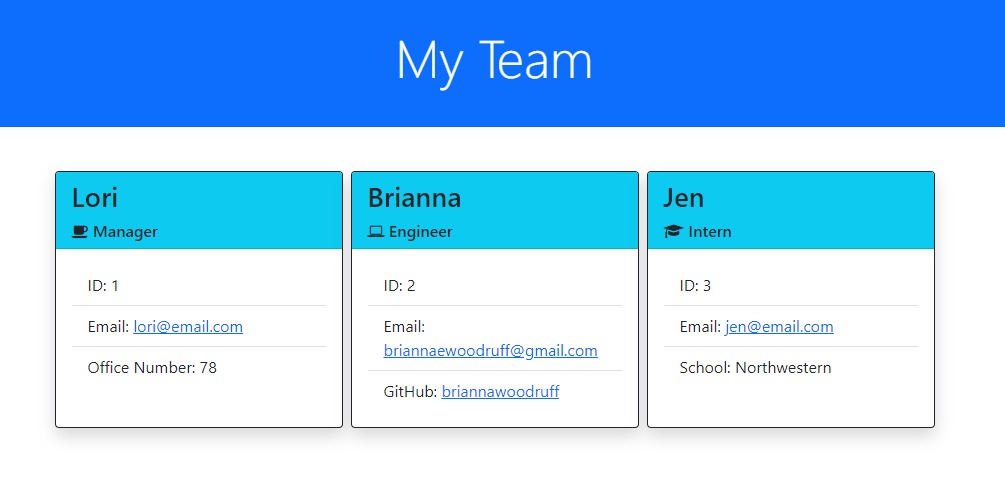 My Team
Lori
Manager
ID: 1
Email: lori@email.com
Office Number: 78
Brianna
Engineer
ID: 2
Email:
briannaewoodruff@gmail.com
GitHub: briannawoodruff
Jen
Intern
ID: 3
Email: jen@email.com
School: Northwestern